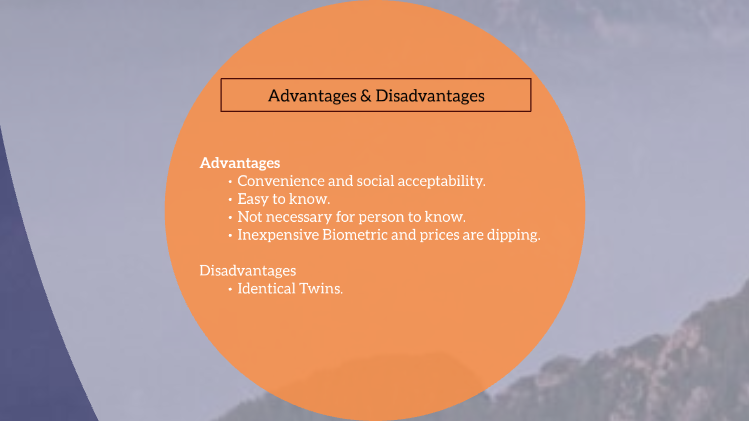 Advantages & Disadvantages
Advantages
• Convenience and social acceptability.
• Easy to know.
• Not necessary for person to know.
• Inexpensive Biometric and prices are dipping.
Disadvantages
• Identical Twins.